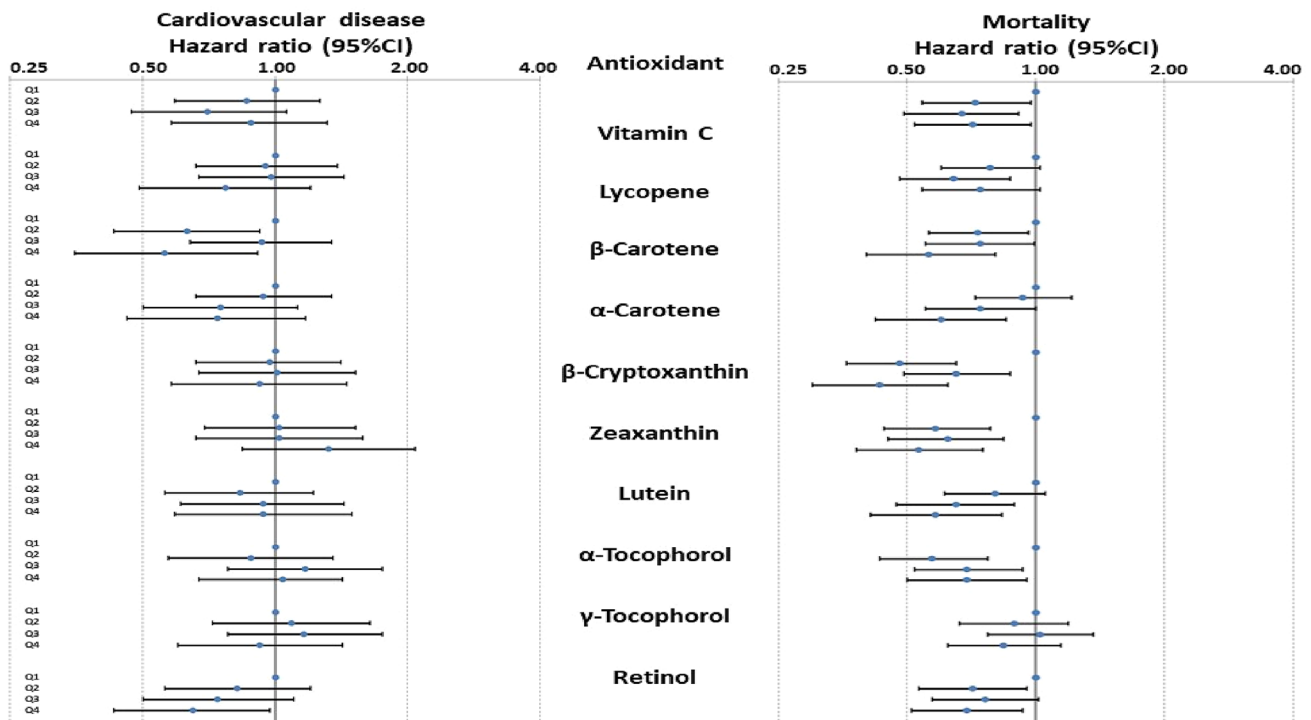 Cardiovascular disease
Hazard ratio (95%CI)
0.25 0.50 1.00 2.00 4.00
Q1
Q2
Q3
Q4
Q1
Q2
Q3
Q4
Q1
Q2
Q3
Q4
Q1
Q2
Q3
Q4
Q1
Q2
Q3
Q4
Q1
Q2
Q3
Q4
Q1
Q2
Q3
Q4
Q1
Q2
Q3
Q4
Q1
Q2
Q3
Q4
Q1
Q2
Q3
Q4
Antioxidant
Vitamin C
Lycopene
β-Carotene
α-Carotene
β-Cryptoxanthin
Zeaxanthin
Lutein
α-Tocophorol
γ-Tocophorol
Retinol
Mortality
Hazard ratio (95%CI)
0.25 0.50 1.00 2.00 4.00